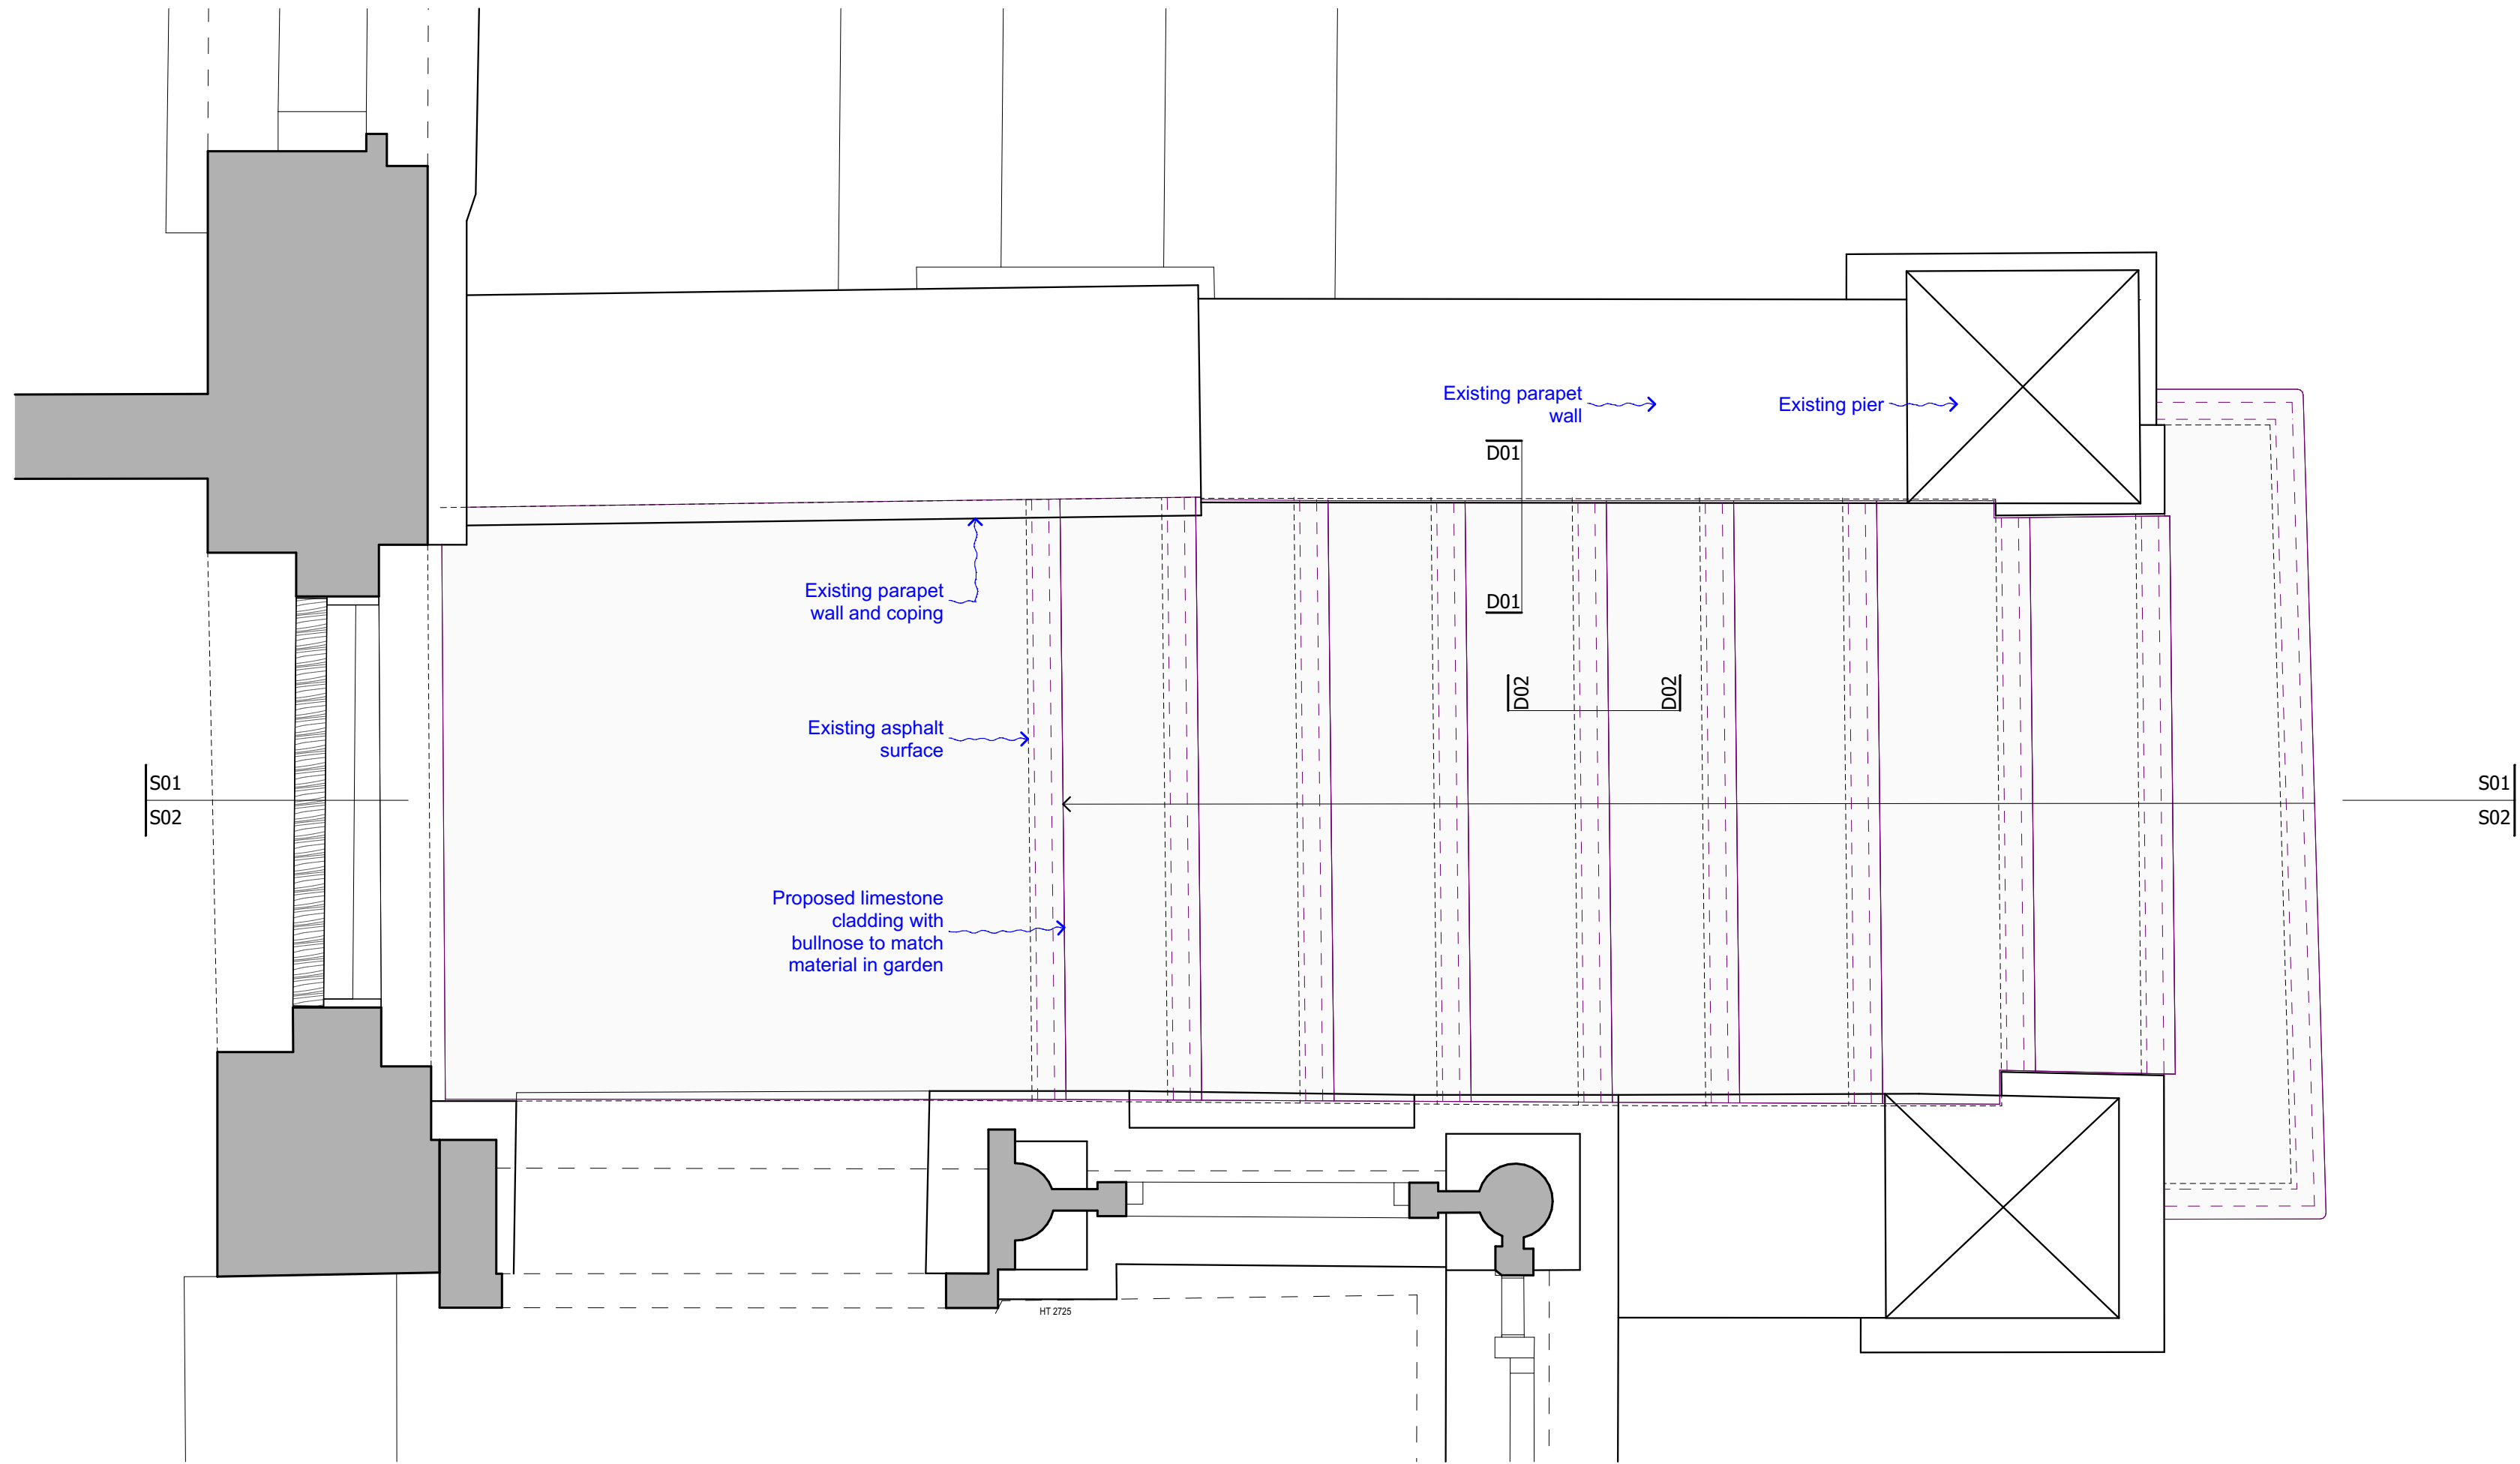 Existing parapet
wall
Existing pier
D01
D01
Existing parapet
wall and coping
D02
D02
Existing asphalt
surface
S01
S02
S01
S02
Proposed limestone
cladding with
bullnose to match
material in garden
HT 2725